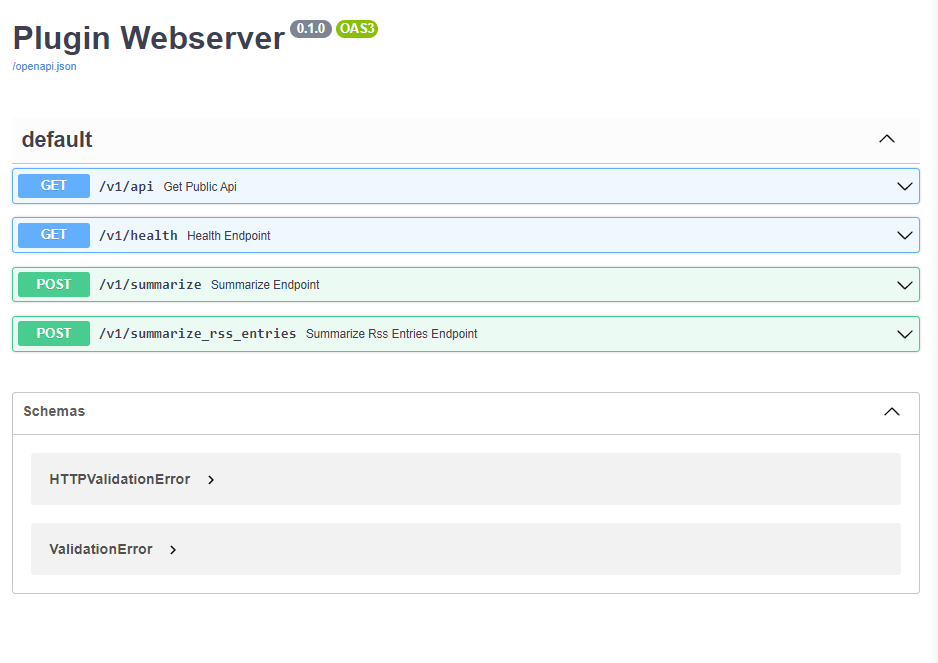 Plugin Webserver 0.1.0 OAS3
/openapi.json
default
GET /v1/api Get Public Api
GET /v1/health Health Endpoint
POST /v1/summarize Summarize Endpoint
POST /v1/summarize_rss_entries Summarize Rss Entries Endpoint
Schemas
HTTPValidationError
ValidationError